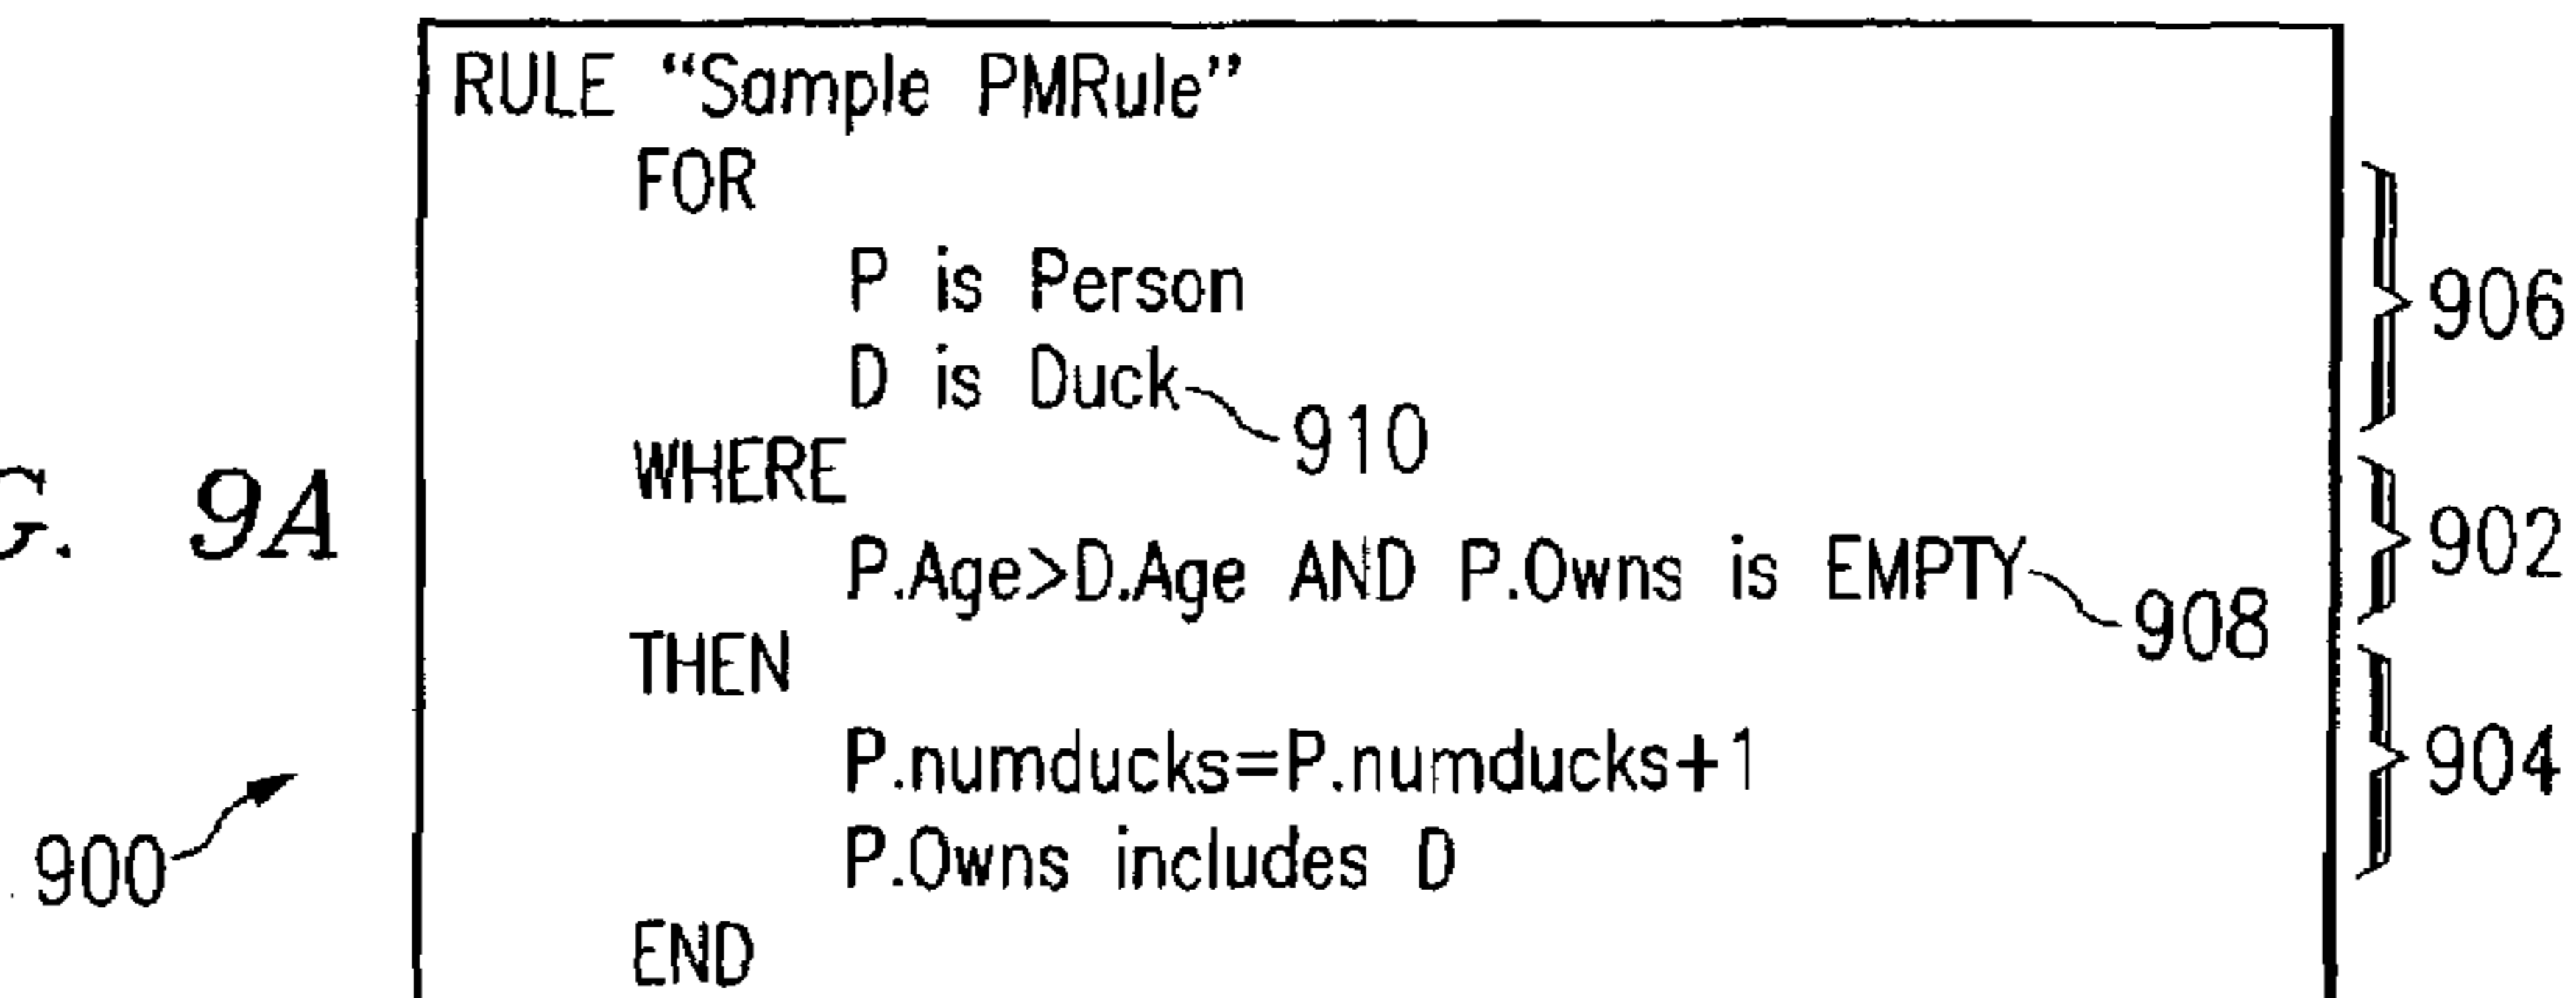 RULE “Sample PMRule”
FOR
P is Person
D is Duck
910
906
WHERE
P.Age>D.Age AND P.Owns is EMPTY
908
902
THEN
P.numducks=P.numducks+1
P.Owns includes D
904
END
G. 9A
900